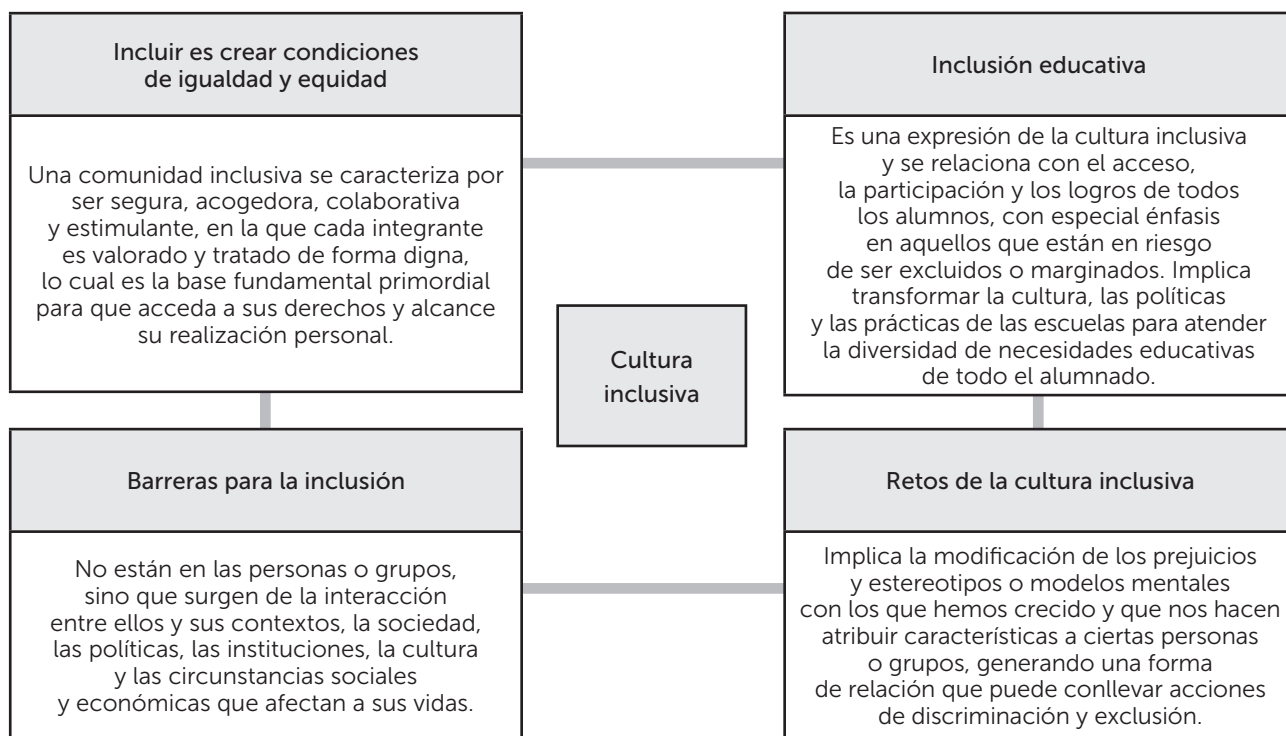 Incluir es crear condiciones
de igualdad y equidad
Una comunidad inclusiva se caracteriza por
ser segura, acogedora, colaborativa
y estimulante, en la que cada integrante
es valorado y tratado de forma digna,
lo cual es la base fundamental primordial
para que acceda a sus derechos y alcance
su realización personal.
Inclusión educativa
Es una expresión de la cultura inclusiva
y se relaciona con el acceso,
la participación y los logros de todos
los alumnos, con especial énfasis
en aquellos que están en riesgo
de ser excluidos o marginados. Implica
transformar la cultura, las políticas
y las prácticas de las escuelas para atender
la diversidad de necesidades educativas
de todo el alumnado.
Cultura
inclusiva
Barreras para la inclusión
No están en las personas o grupos,
sino que surgen de la interacción
entre ellos y sus contextos, la sociedad,
las políticas, las instituciones, la cultura
y las circunstancias sociales
y económicas que afectan a sus vidas.
Retos de la cultura inclusiva
Implica la modificación de los prejuicios
y estereotipos o modelos mentales
con los que hemos crecido y que nos hacen
atribuir características a ciertas personas
o grupos, generando una forma
de relación que puede conllevar acciones
de discriminación y exclusión.